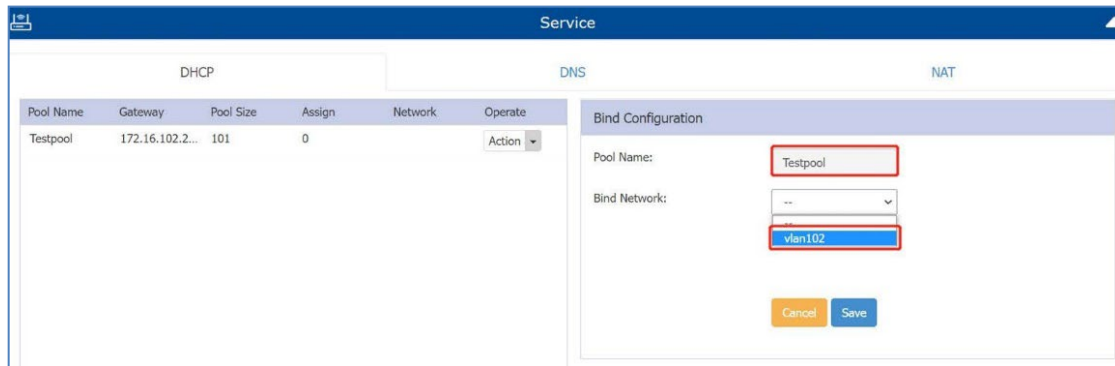 Service
DHCP DNS NAT
Pool Name Gateway Pool Size Assign Network Operate
Testpool 172.16.102.2... 101 0 Action
Bind Configuration
Pool Name: Testpool
Bind Network: --
--
vlan102
Cancel Save